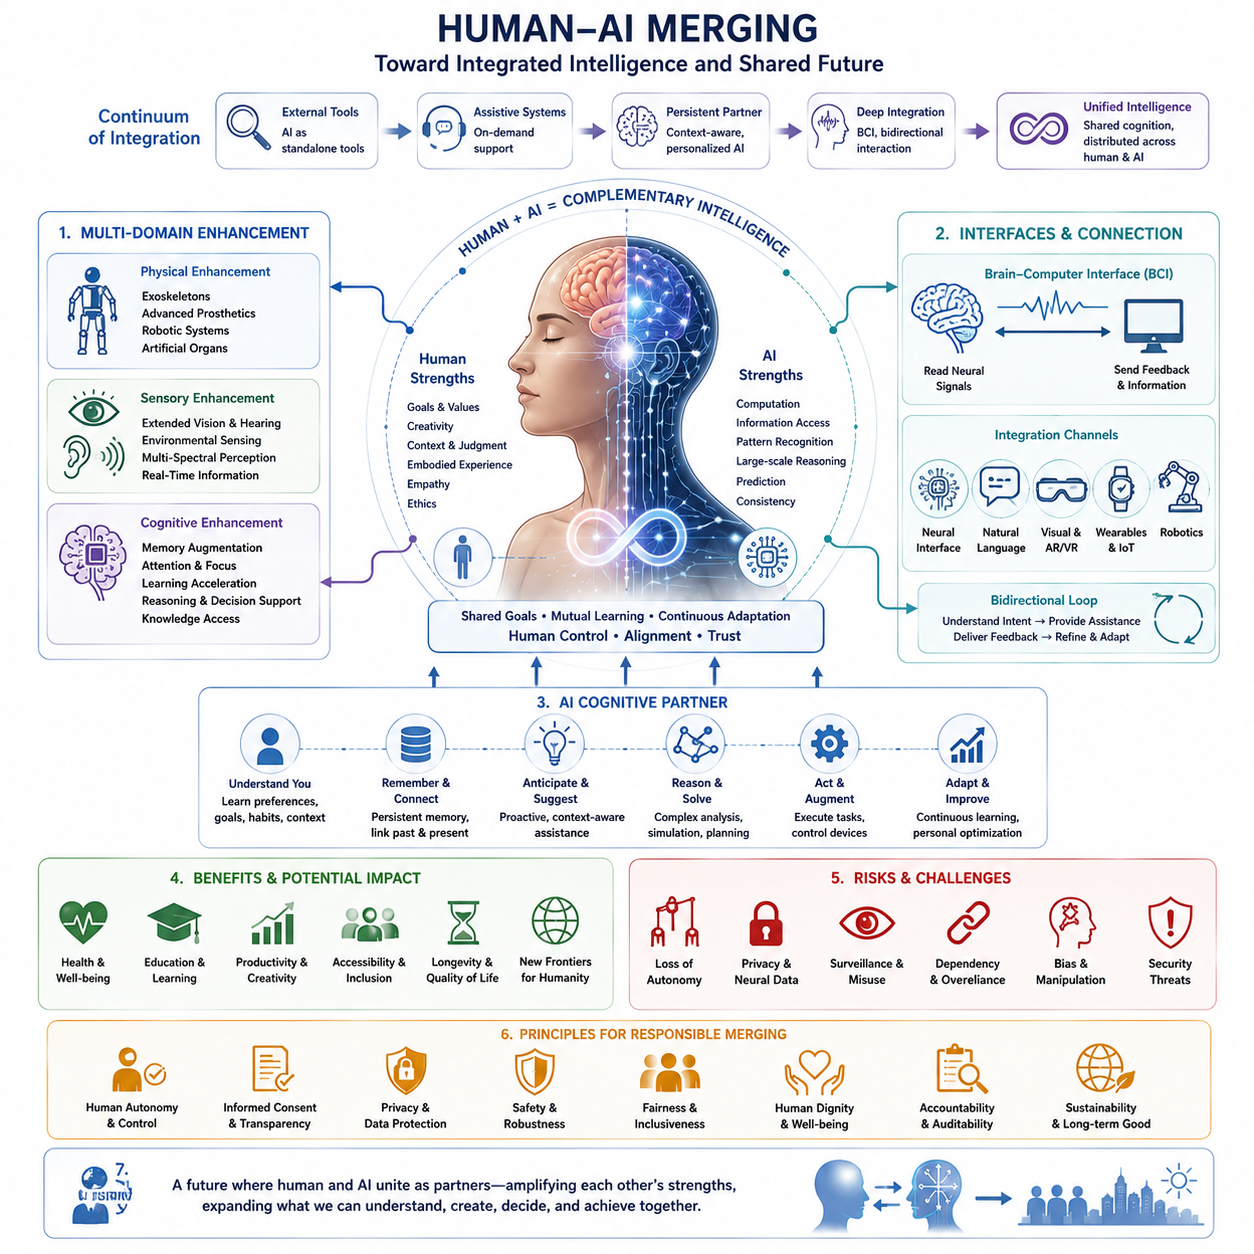 HUMAN–AI MERGING
Toward Integrated Intelligence and Shared Future
Continuum
of Integration
External Tools
AI as
standalone tools
Assistive Systems
On-demand
support
Persistent Partner
Context-aware,
personalized AI
Deep Integration
BCI, bidirectional
interaction
Unified Intelligence
Shared cognition,
distributed across
human & AI
1. MULTI-DOMAIN ENHANCEMENT
Physical Enhancement
Exoskeletons
Advanced Prosthetics
Robotic Systems
Artificial Organs
Sensory Enhancement
Extended Vision & Hearing
Environmental Sensing
Multi-Spectral Perception
Real-Time Information
Cognitive Enhancement
Memory Augmentation
Attention & Focus
Learning Acceleration
Reasoning & Decision Support
Knowledge Access
HUMAN + AI = COMPLEMENTARY INTELLIGENCE
Human
Strengths
Goals & Values
Creativity
Context & Judgment
Embodied Experience
Empathy
Ethics
AI
Strengths
Computation
Information Access
Pattern Recognition
Large-scale Reasoning
Prediction
Consistency
Shared Goals • Mutual Learning • Continuous Adaptation
Human Control • Alignment • Trust
2. INTERFACES & CONNECTION
Brain–Computer Interface (BCI)
Read Neural
Signals
Send Feedback
& Information
Integration Channels
Neural
Interface
Natural
Language
Visual &
AR/VR
Wearables
& IoT
Robotics
Bidirectional Loop
Understand Intent → Provide Assistance
Deliver Feedback → Refine & Adapt
3. AI COGNITIVE PARTNER
Understand You
Learn preferences,
goals, habits, context
Remember &
Connect
Persistent memory,
link past & present
Anticipate &
Suggest
Proactive, context-aware
assistance
Reason &
Solve
Complex analysis,
simulation, planning
Act &
Augment
Execute tasks,
control devices
Adapt &
Improve
Continuous learning,
personal optimization
4. BENEFITS & POTENTIAL IMPACT
Health &
Well-being
Education &
Learning
Productivity &
Creativity
Accessibility &
Inclusion
Longevity &
Quality of Life
New Frontiers
for Humanity
5. RISKS & CHALLENGES
Loss of
Autonomy
Privacy &
Neural Data
Surveillance &
Misuse
Dependency
& Overeliance
Bias &
Manipulation
Security
Threats
6. PRINCIPLES FOR RESPONSIBLE MERGING
Human Autonomy
& Control
Informed Consent
& Transparency
Privacy &
Data Protection
Safety &
Robustness
Fairness &
Inclusiveness
Human Dignity
& Well-being
Accountability
& Auditability
Sustainability
& Long-term Good
7.
A future where human and AI unite as partners—amplifying each other's strengths,
expanding what we can understand, create, decide, and achieve together.